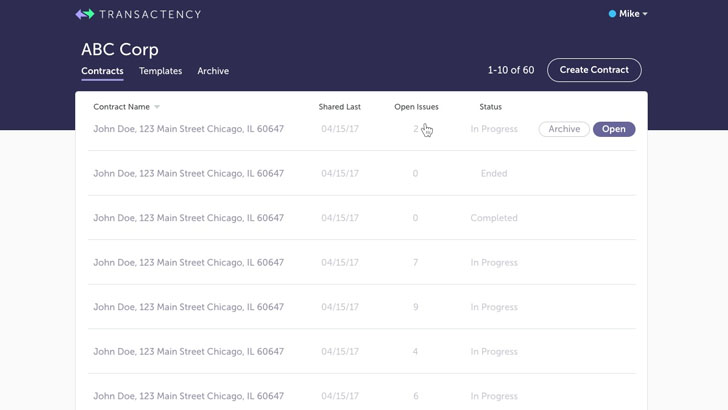 TRANSACTENCY
Mike
ABC Corp
Contracts Templates Archive
1-10 of 60
Create Contract
Contract Name Shared Last Open Issues Status
John Doe, 123 Main Street Chicago, IL 60647 04/15/17 2 In Progress Archive Open
John Doe, 123 Main Street Chicago, IL 60647 04/15/17 0 Ended
John Doe, 123 Main Street Chicago, IL 60647 04/15/17 0 Completed
John Doe, 123 Main Street Chicago, IL 60647 04/15/17 7 In Progress
John Doe, 123 Main Street Chicago, IL 60647 04/15/17 9 In Progress
John Doe, 123 Main Street Chicago, IL 60647 04/15/17 4 In Progress
John Doe, 123 Main Street Chicago, IL 60647 04/15/17 6 In Progress